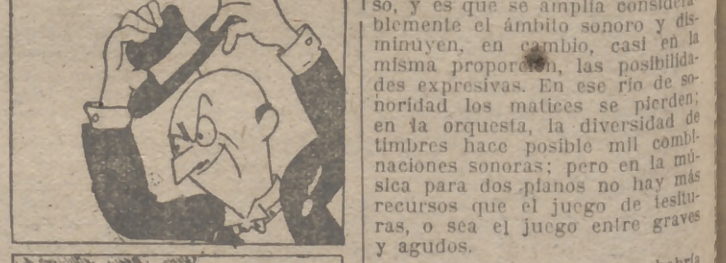 so, y es que se amplía considera
blemente el ámbito sonoro y dis-
minuyen, en cambio, casi en la
misma proporción, las posibilida-
des expresivas. En ese río de so-
noridad los matices se pierden;
en la orquesta, la diversidad de
timbres hace posible mil combi-
naciones sonoras; pero en la mú-
sica para dos pianos no hay más
recursos que el juego de tesitu-
ras, o sea el juego entre graves
y agudos.